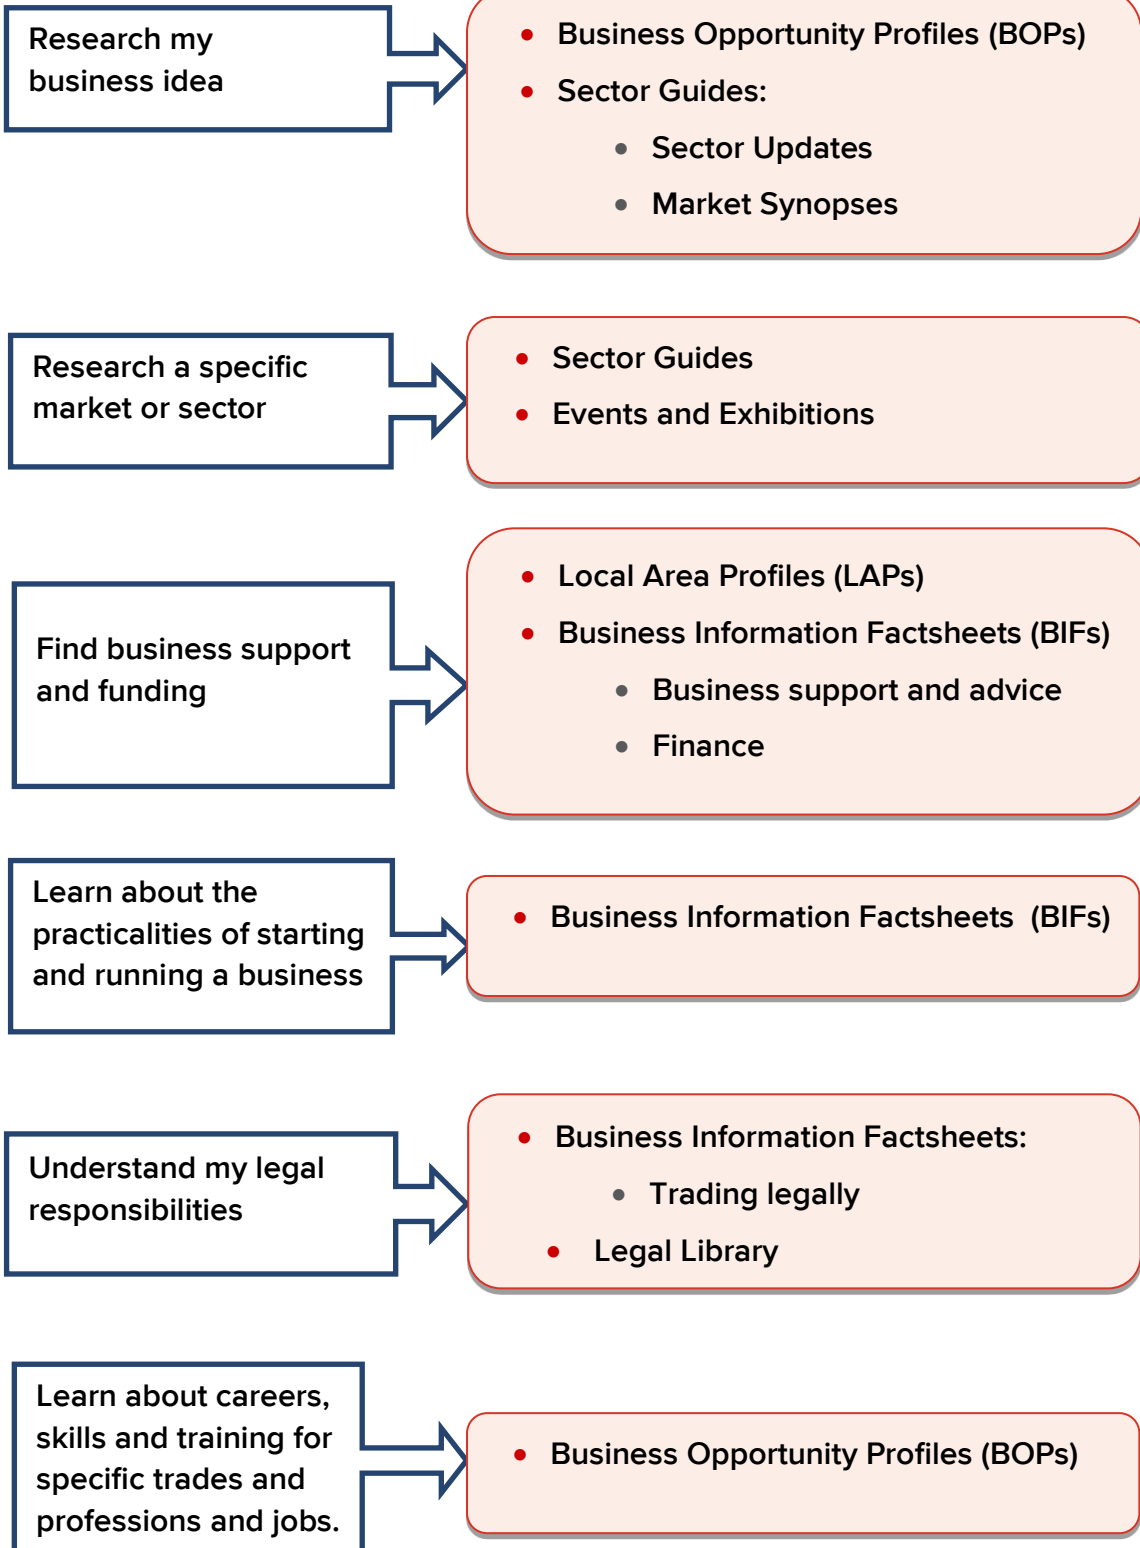 Research my
business idea
• Business Opportunity Profiles (BOPs)
• Sector Guides:
• Sector Updates
• Market Synopses
Research a specific
market or sector
• Sector Guides
• Events and Exhibitions
Find business support
and funding
• Local Area Profiles (LAPs)
• Business Information Factsheets (BIFs)
• Business support and advice
• Finance
Learn about the
practicalities of starting
and running a business
• Business Information Factsheets (BIFs)
Understand my legal
responsibilities
• Business Information Factsheets:
• Trading legally
• Legal Library
Learn about careers,
skills and training for
specific trades and
professions and jobs.
• Business Opportunity Profiles (BOPs)